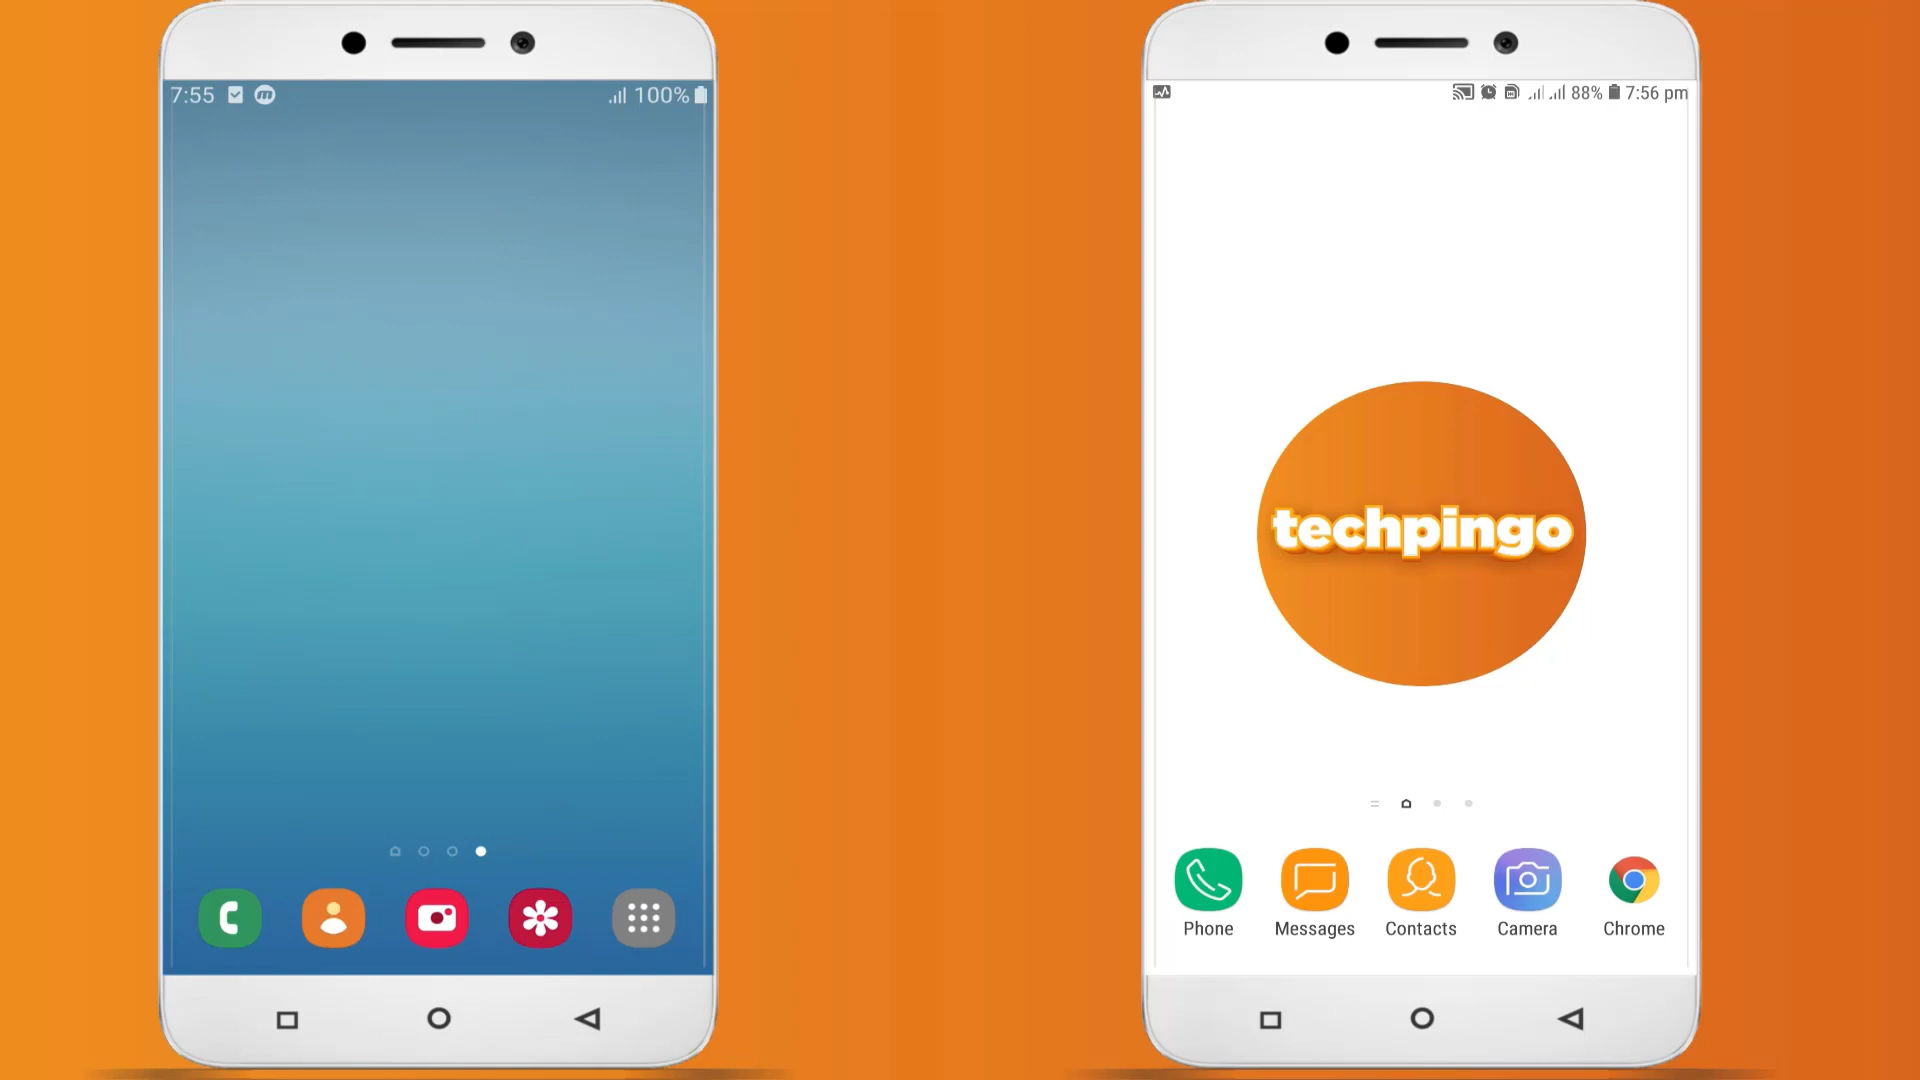 7:55
100%
88% 7:56 pm
techpingo
Phone
Messages
Contacts
Camera
Chrome